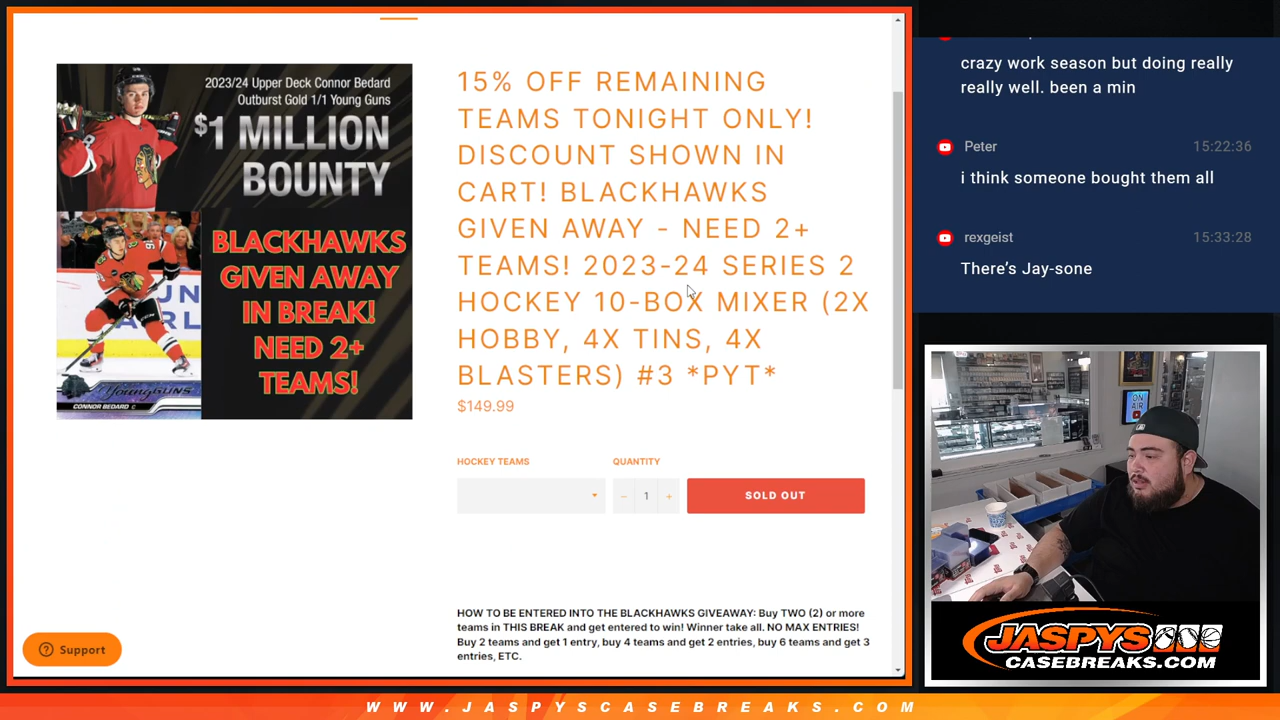 2023/24 Upper Deck Connor Bedard
Outburst Gold 1/1 Young Guns
$1 MILLION
BOUNTY
BLACKHAWKS
GIVEN AWAY
IN BREAK!
NEED 2+
TEAMS!
Young Guns
CONNOR BEDARD C
15% OFF REMAINING
TEAMS TONIGHT ONLY!
DISCOUNT SHOWN IN
CART! BLACKHAWKS
GIVEN AWAY - NEED 2+
TEAMS! 2023-24 SERIES 2
HOCKEY 10-BOX MIXER (2X
HOBBY, 4X TINS, 4X
BLASTERS) #3 *PYT*
$149.99
HOCKEY TEAMS
QUANTITY
− 1 +
SOLD OUT
HOW TO BE ENTERED INTO THE BLACKHAWKS GIVEAWAY: Buy TWO (2) or more
teams in THIS BREAK and get entered to win! Winner take all. NO MAX ENTRIES!
Buy 2 teams and get 1 entry, buy 4 teams and get 2 entries, buy 6 teams and get 3
entries, ETC.
Support
crazy work season but doing really
really well. been a min
Peter 15:22:36
i think someone bought them all
rexgeist 15:33:28
There's Jay-sone
ON
AIR
JASPYS
CASEBREAKS.COM
WWW.JASPYSCASEBREAKS.COM